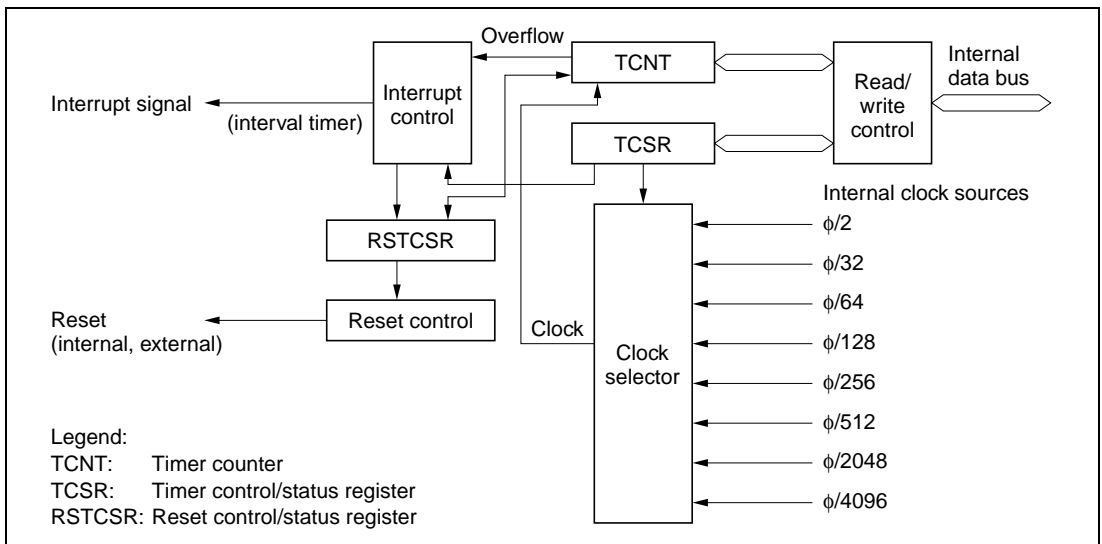 Overflow
TCNT
Internal
data bus
Interrupt
control
Read/
write
control
Interrupt signal
(interval timer)
TCSR
Internal clock sources
RSTCSR
ϕ/2
ϕ/32
ϕ/64
Reset
(internal, external)
Reset control
Clock
ϕ/128
Clock
selector
ϕ/256
ϕ/512
ϕ/2048
ϕ/4096
Legend:
TCNT: Timer counter
TCSR: Timer control/status register
RSTCSR: Reset control/status register